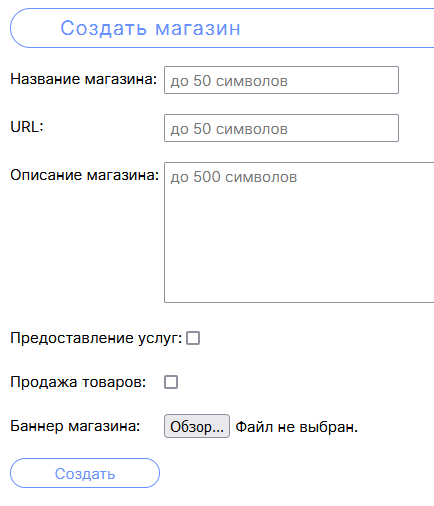 Создать магазин
Название магазина: до 50 символов
URL: до 50 символов
Описание магазина: до 500 символов
Предоставление услуг:
Продажа товаров:
Баннер магазина: Обзор... Файл не выбран.
Создать